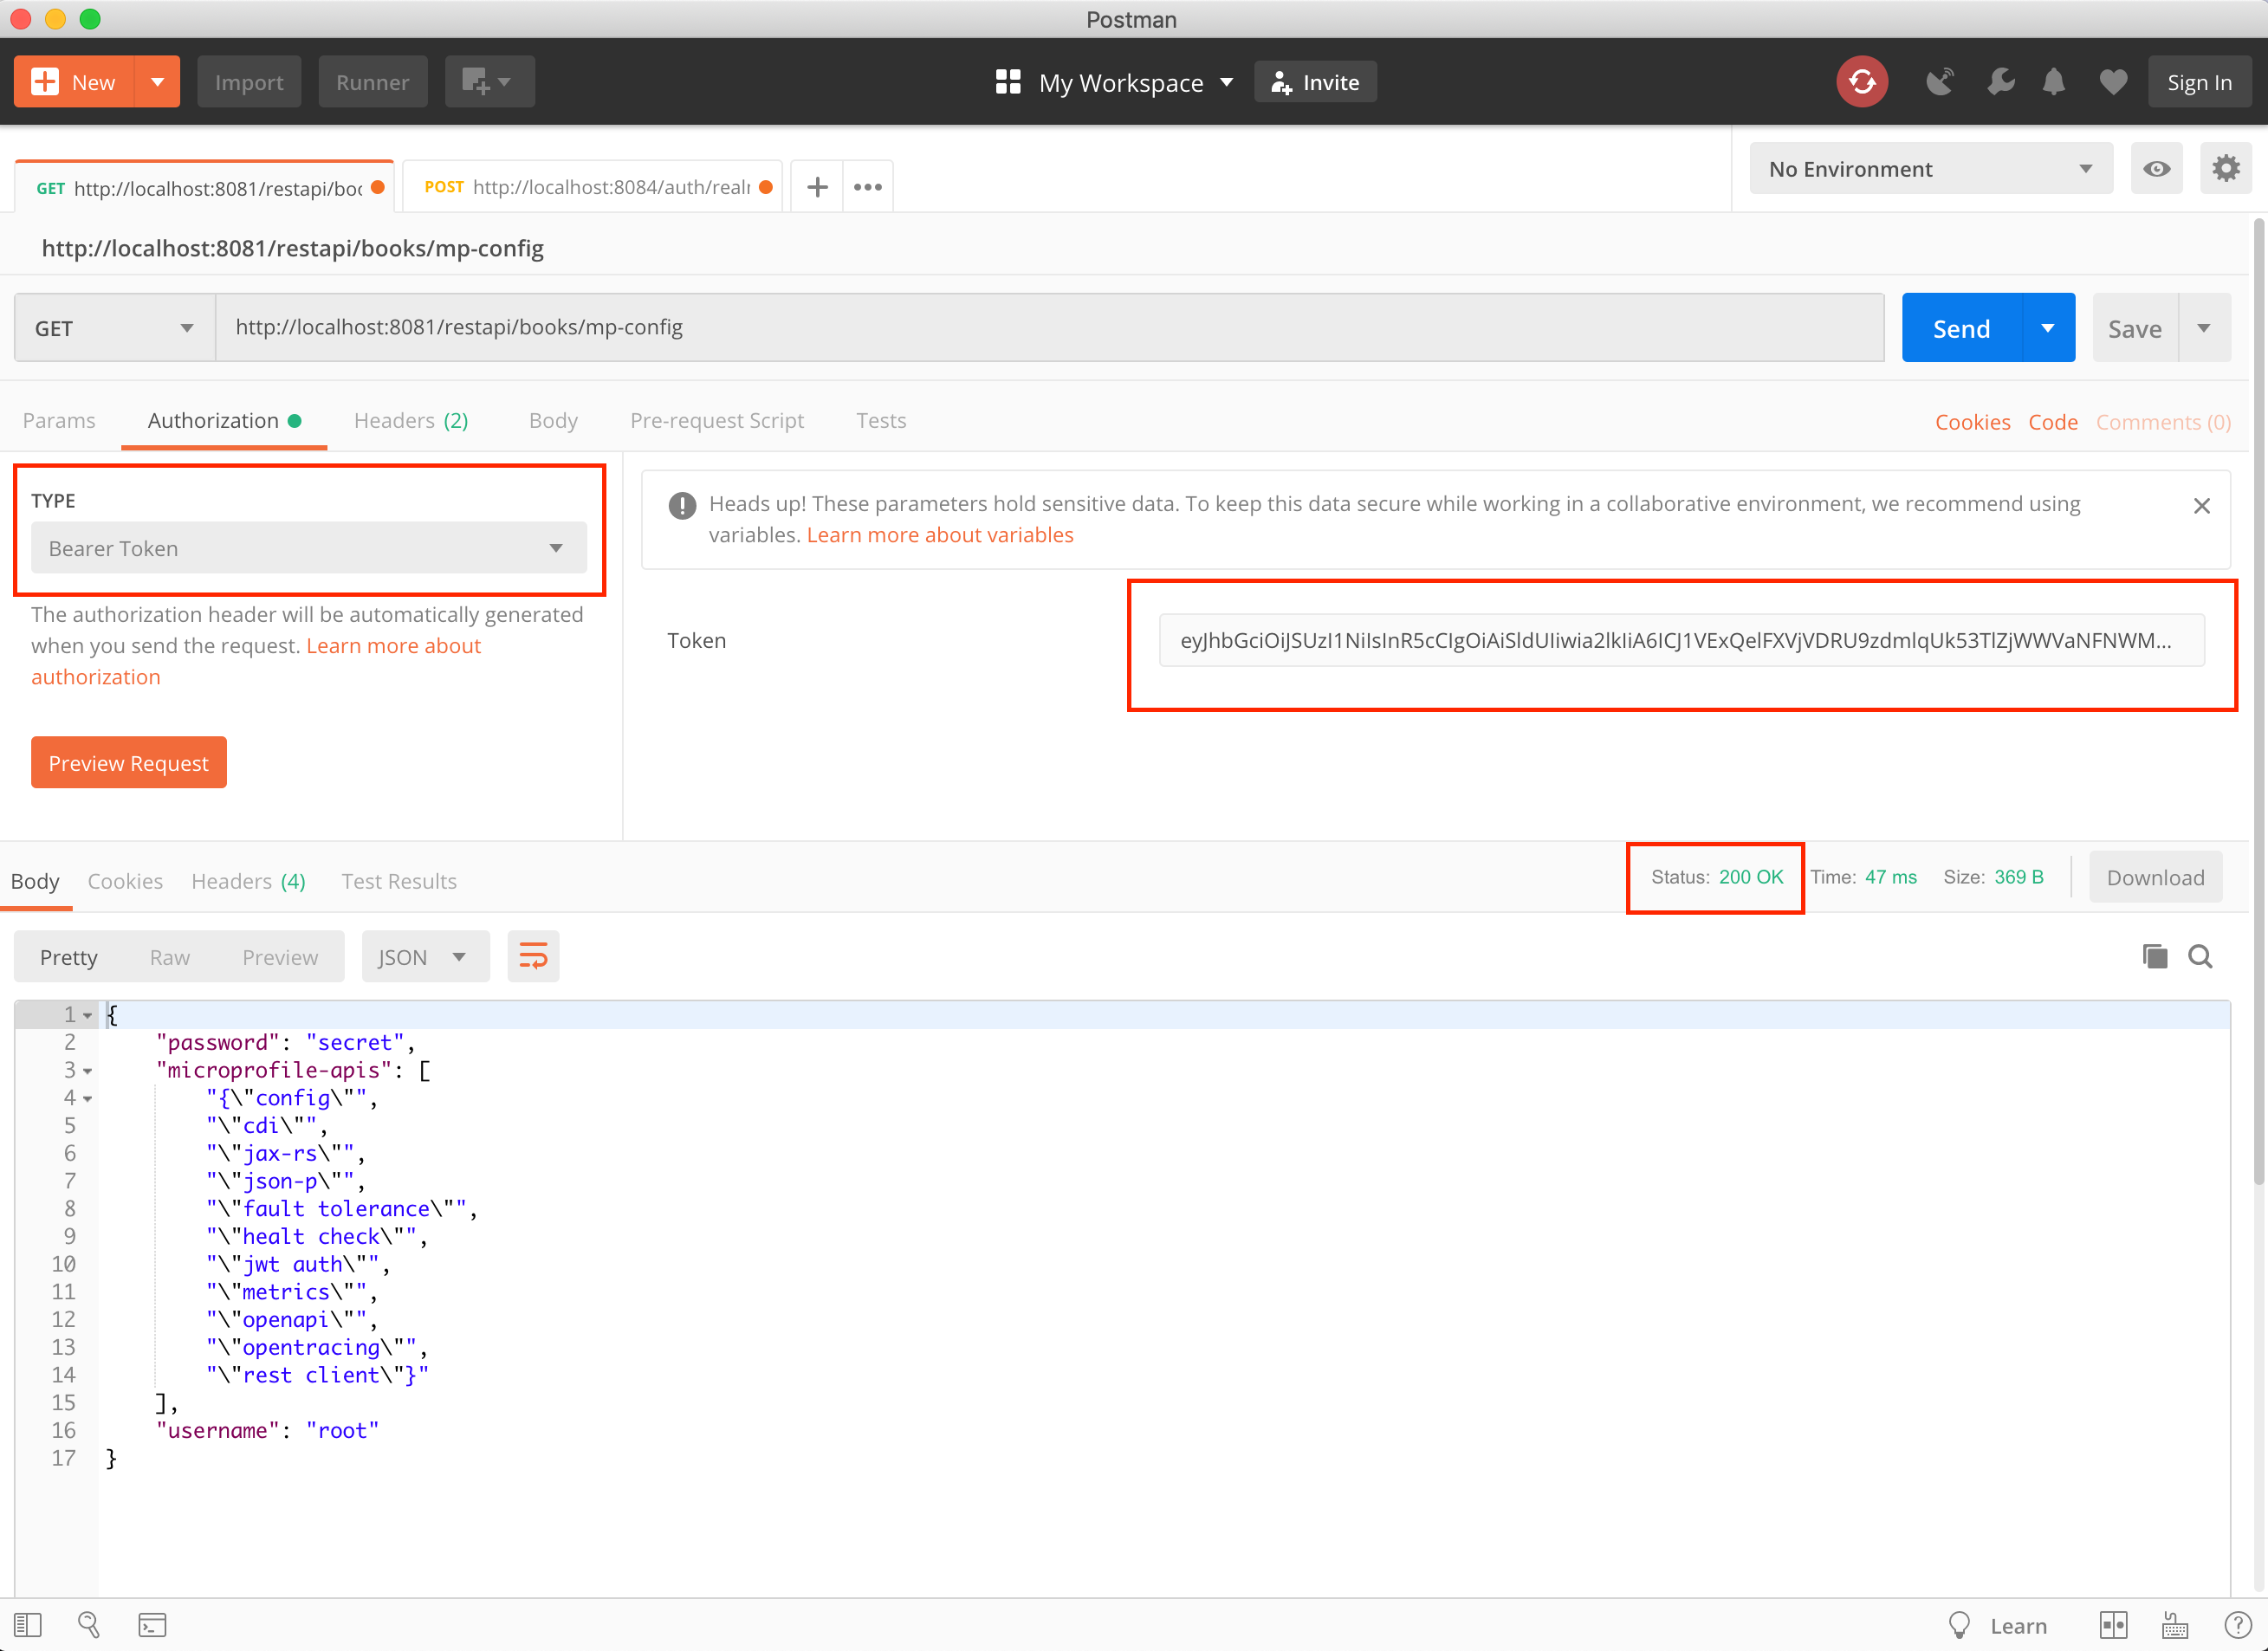 Postman
New Import Runner My Workspace Invite Sign In
GET http://localhost:8081/restapi/boo POST http://localhost:8084/auth/realr No Environment
http://localhost:8081/restapi/books/mp-config
GET http://localhost:8081/restapi/books/mp-config Send Save
Params Authorization Headers (2) Body Pre-request Script Tests Cookies Code Comments (0)
TYPE
Bearer Token
The authorization header will be automatically generated
when you send the request. Learn more about
authorization
Preview Request
Heads up! These parameters hold sensitive data. To keep this data secure while working in a collaborative environment, we recommend using
variables. Learn more about variables
Token
Body Cookies Headers (4) Test Results Status: 200 OK Time: 47 ms Size: 369 B Download
Pretty Raw Preview JSON
1 {
2 "password": "secret",
3 "microprofile-apis": [
4 "{\"config\"",
5 "\"cdi\"",
6 "\"jax-rs\"",
7 "\"json-p\"",
8 "\"fault tolerance\"",
9 "\"healt check\"",
10 "\"jwt auth\"",
11 "\"metrics\"",
12 "\"openapi\"",
13 "\"opentracing\"",
14 "\"rest client\"}"
15 ],
16 "username": "root"
17 }
Learn